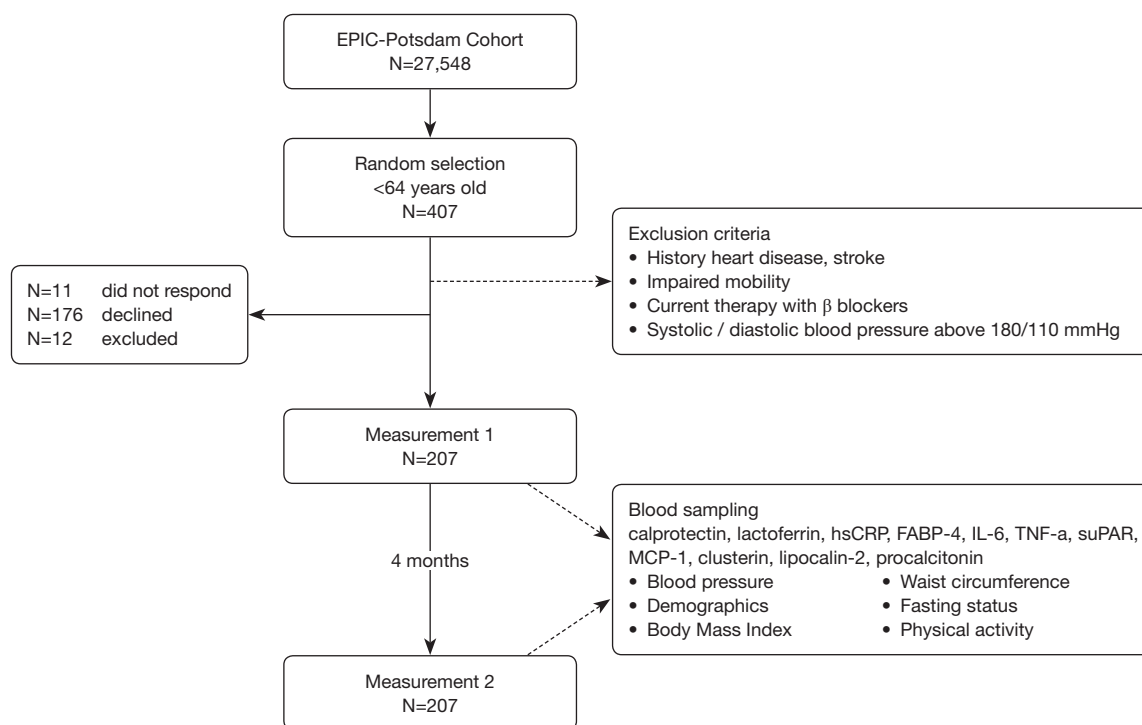 EPIC-Potsdam Cohort
N=27,548
Random selection
<64 years old
N=407
Exclusion criteria
• History heart disease, stroke
• Impaired mobility
• Current therapy with β blockers
• Systolic / diastolic blood pressure above 180/110 mmHg
N=11 did not respond
N=176 declined
N=12 excluded
Measurement 1
N=207
4 months
Blood sampling
calprotectin, lactoferrin, hsCRP, FABP-4, IL-6, TNF-a, suPAR,
MCP-1, clusterin, lipocalin-2, procalcitonin
• Blood pressure • Waist circumference
• Demographics • Fasting status
• Body Mass Index • Physical activity
Measurement 2
N=207